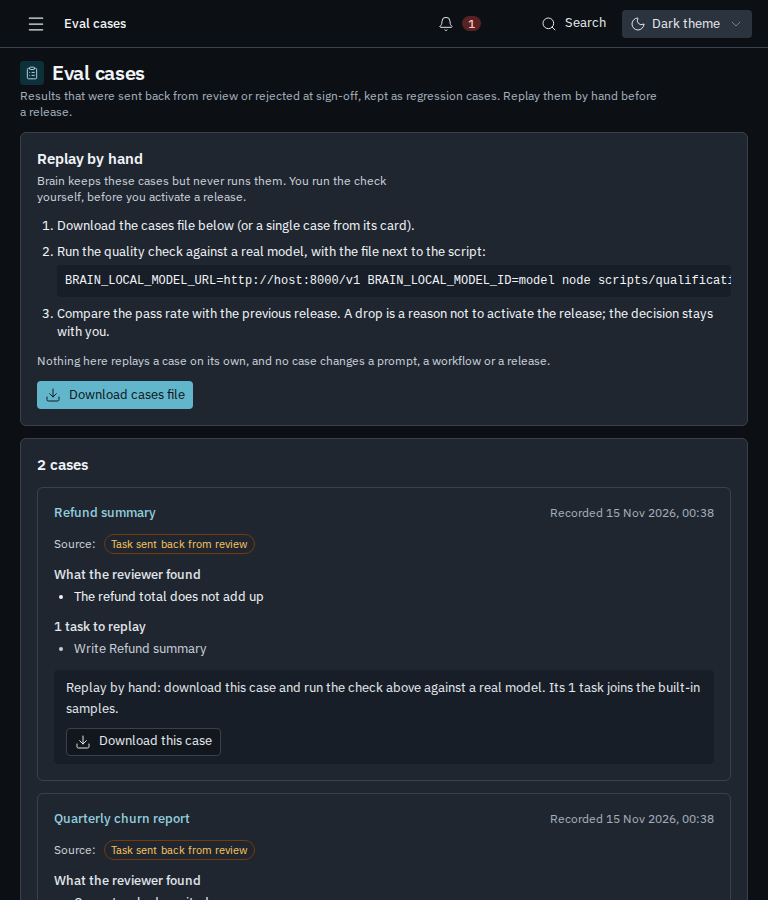 Eval cases
1
Search
Dark theme
Eval cases
Results that were sent back from review or rejected at sign-off, kept as regression cases. Replay them by hand before
a release.
Replay by hand
Brain keeps these cases but never runs them. You run the check
yourself, before you activate a release.
1. Download the cases file below (or a single case from its card).
2. Run the quality check against a real model, with the file next to the script:
BRAIN_LOCAL_MODEL_URL=http://host:8000/v1 BRAIN_LOCAL_MODEL_ID=model node scripts/qualificati
3. Compare the pass rate with the previous release. A drop is a reason not to activate the release; the decision stays
with you.
Nothing here replays a case on its own, and no case changes a prompt, a workflow or a release.
Download cases file
2 cases
Refund summary
Recorded 15 Nov 2026, 00:38
Source: Task sent back from review
What the reviewer found
• The refund total does not add up
1 task to replay
• Write Refund summary
Replay by hand: download this case and run the check above against a real model. Its 1 task joins the built-in
samples.
Download this case
Quarterly churn report
Recorded 15 Nov 2026, 00:38
Source: Task sent back from review
What the reviewer found